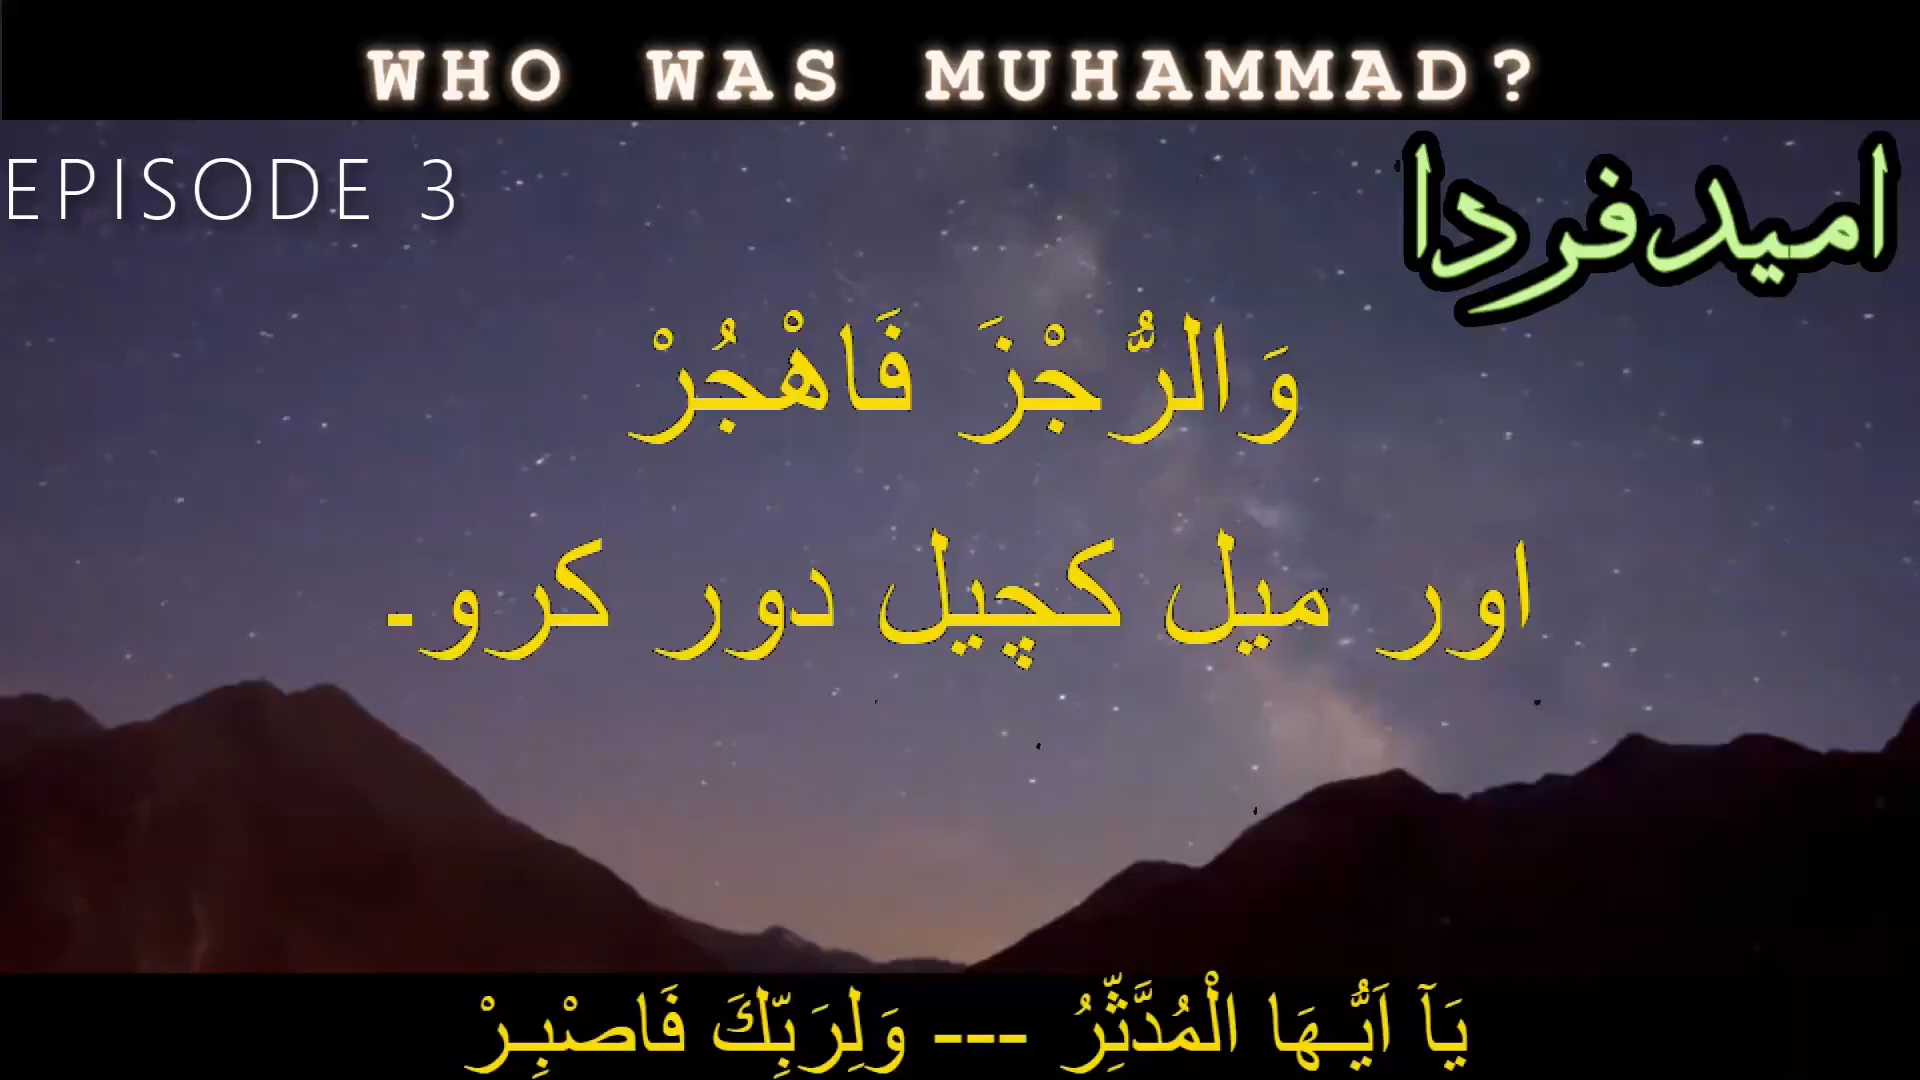 WHO WAS MUHAMMAD?
EPISODE 3
امید فردا
وَالرُّجْزَ فَاهْجُرْ
اور میل کچیل دور کرو۔
يَآ اَيُّـهَا الْمُدَّثِّرُ --- وَلِرَبِّكَ فَاصْبِـرْ